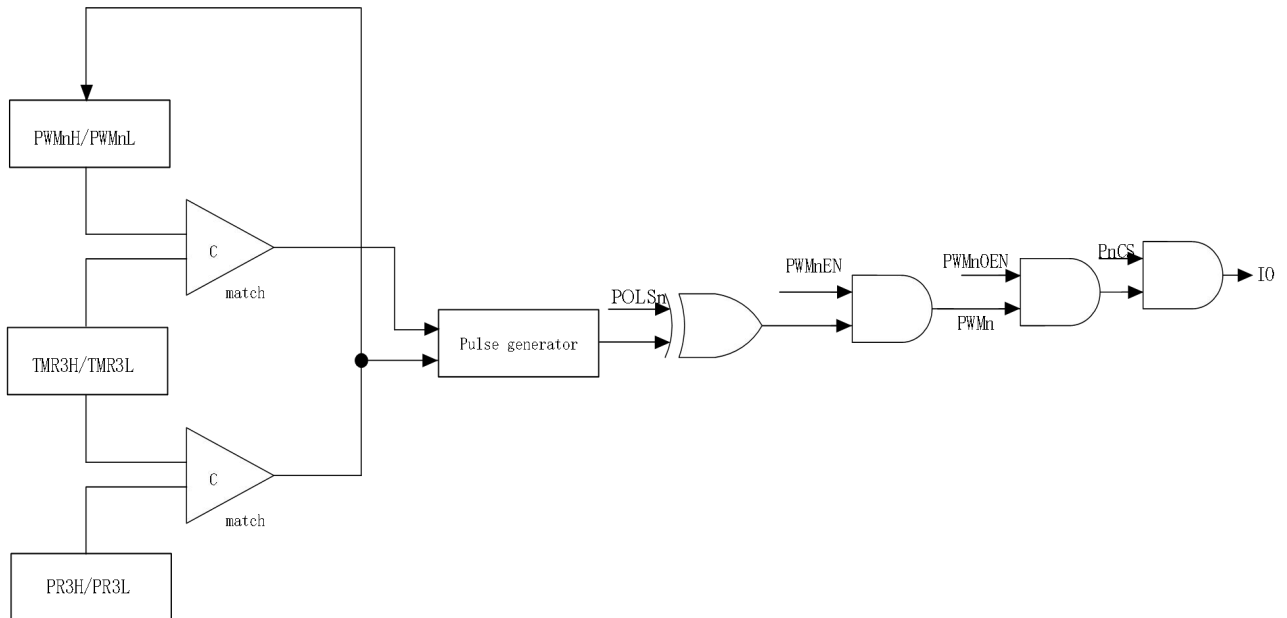 PWMnH/PWMnL
C
match
TMR3H/TMR3L
C
match
PR3H/PR3L
Pulse generator
POLSn
PWMnEN
PWMn
PWMnOEN
PnCS
IO